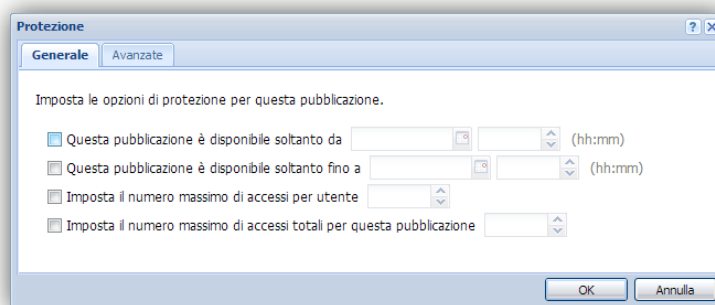 Protezione
Generale Avanzate
Imposta le opzioni di protezione per questa pubblicazione.
Questa pubblicazione è disponibile soltanto da (hh:mm)
Questa pubblicazione è disponibile soltanto fino a (hh:mm)
Imposta il numero massimo di accessi per utente
Imposta il numero massimo di accessi totali per questa pubblicazione
OK Annulla